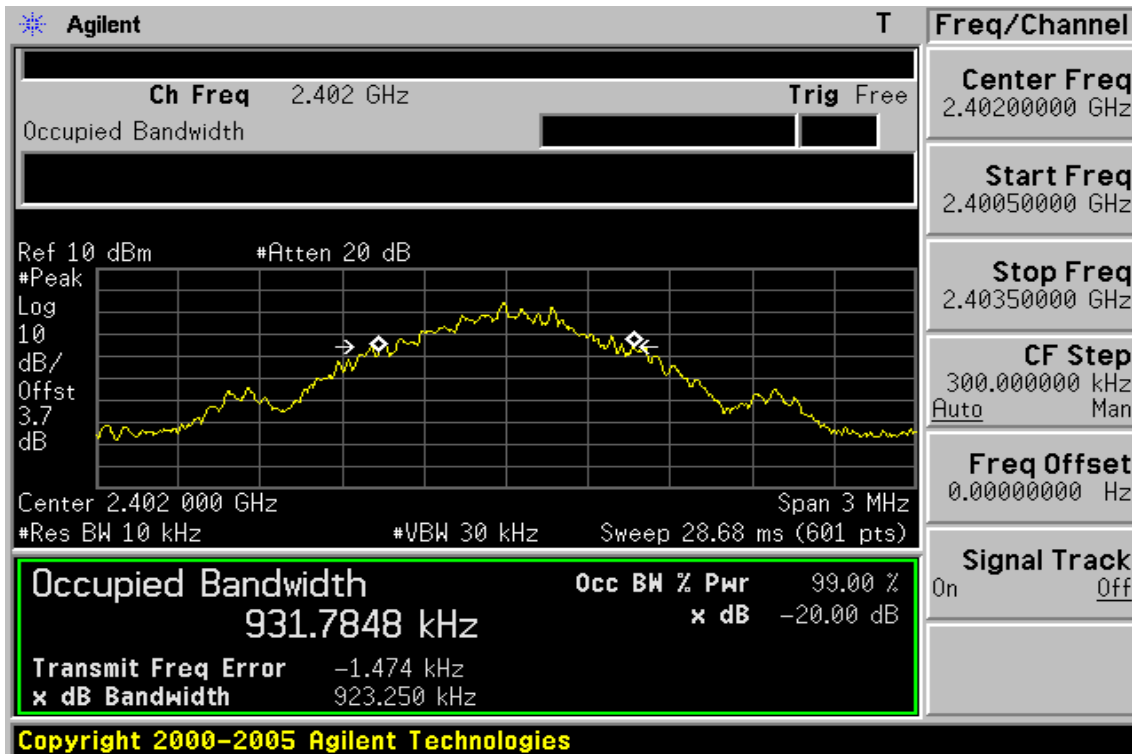 Agilent T
Freq/Channel
Ch Freq 2.402 GHz Trig Free
Occupied Bandwidth
Center Freq
2.40200000 GHz
Start Freq
2.40050000 GHz
Stop Freq
2.40350000 GHz
CF Step
300.000000 kHz
Auto Man
Freq Offset
0.00000000 Hz
Signal Track
On Off
Ref 10 dBm #Atten 20 dB
#Peak
Log
10
dB/
Offst
3.7
dB
Center 2.402 000 GHz Span 3 MHz
#Res BW 10 kHz #VBW 30 kHz Sweep 28.68 ms (601 pts)
Occupied Bandwidth Occ BW % Pwr 99.00 %
931.7848 kHz x dB -20.00 dB
Transmit Freq Error -1.474 kHz
x dB Bandwidth 923.250 kHz
Copyright 2000-2005 Agilent Technologies